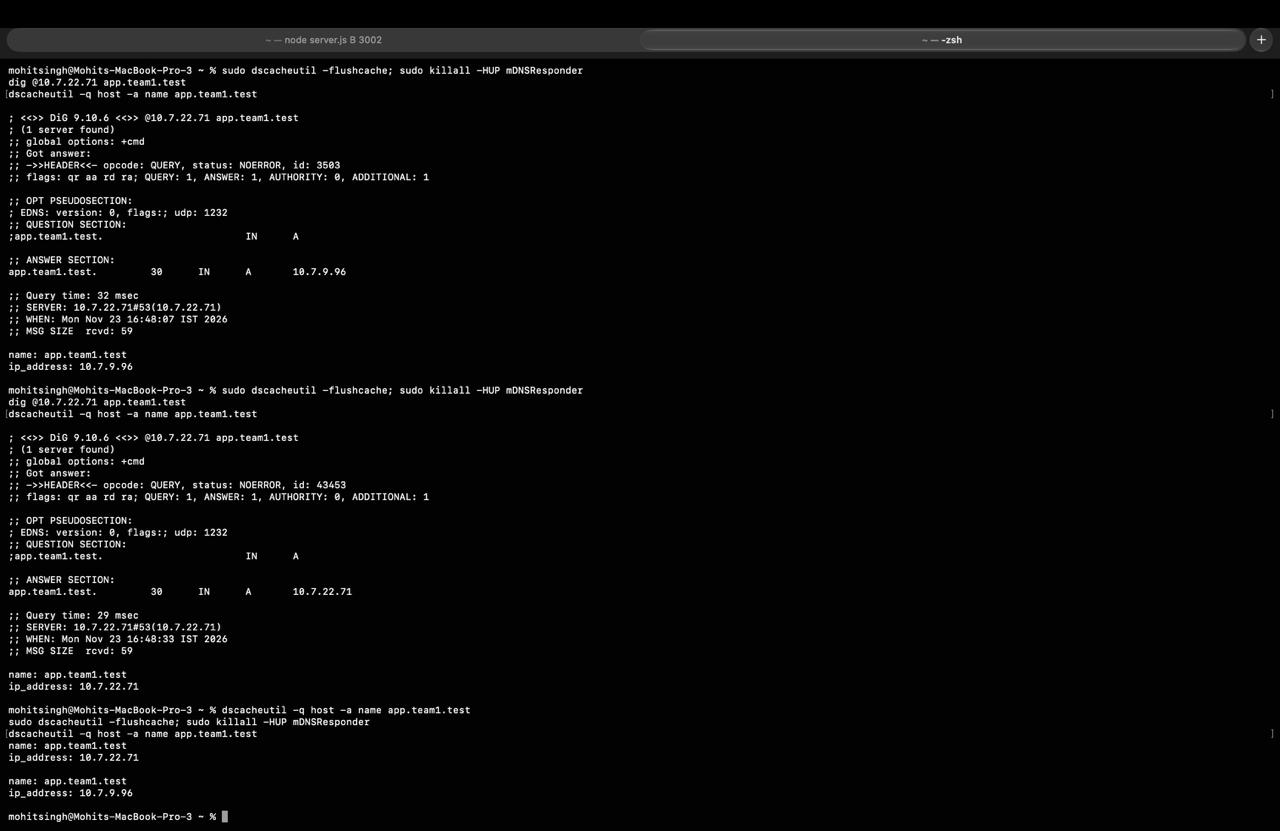 ~ — node server.js B 3002
~ — -zsh
+
mohitsingh@Mohits-MacBook-Pro-3 ~ % sudo dscacheutil -flushcache; sudo killall -HUP mDNSResponder
dig @10.7.22.71 app.team1.test
[dscacheutil -q host -a name app.team1.test ]
; <<>> DiG 9.10.6 <<>> @10.7.22.71 app.team1.test
; (1 server found)
;; global options: +cmd
;; Got answer:
;; ->>HEADER<<- opcode: QUERY, status: NOERROR, id: 3503
;; flags: qr aa rd ra; QUERY: 1, ANSWER: 1, AUTHORITY: 0, ADDITIONAL: 1
;; OPT PSEUDOSECTION:
; EDNS: version: 0, flags:; udp: 1232
;; QUESTION SECTION:
;app.team1.test. IN A
;; ANSWER SECTION:
app.team1.test. 30 IN A 10.7.9.96
;; Query time: 32 msec
;; SERVER: 10.7.22.71#53(10.7.22.71)
;; WHEN: Mon Nov 23 16:48:07 IST 2026
;; MSG SIZE  rcvd: 59
name: app.team1.test
ip_address: 10.7.9.96
mohitsingh@Mohits-MacBook-Pro-3 ~ % sudo dscacheutil -flushcache; sudo killall -HUP mDNSResponder
dig @10.7.22.71 app.team1.test
[dscacheutil -q host -a name app.team1.test ]
; <<>> DiG 9.10.6 <<>> @10.7.22.71 app.team1.test
; (1 server found)
;; global options: +cmd
;; Got answer:
;; ->>HEADER<<- opcode: QUERY, status: NOERROR, id: 43453
;; flags: qr aa rd ra; QUERY: 1, ANSWER: 1, AUTHORITY: 0, ADDITIONAL: 1
;; OPT PSEUDOSECTION:
; EDNS: version: 0, flags:; udp: 1232
;; QUESTION SECTION:
;app.team1.test. IN A
;; ANSWER SECTION:
app.team1.test. 30 IN A 10.7.22.71
;; Query time: 29 msec
;; SERVER: 10.7.22.71#53(10.7.22.71)
;; WHEN: Mon Nov 23 16:48:33 IST 2026
;; MSG SIZE  rcvd: 59
name: app.team1.test
ip_address: 10.7.22.71
mohitsingh@Mohits-MacBook-Pro-3 ~ % dscacheutil -q host -a name app.team1.test
sudo dscacheutil -flushcache; sudo killall -HUP mDNSResponder
[dscacheutil -q host -a name app.team1.test ]
name: app.team1.test
ip_address: 10.7.22.71
name: app.team1.test
ip_address: 10.7.9.96
mohitsingh@Mohits-MacBook-Pro-3 ~ %